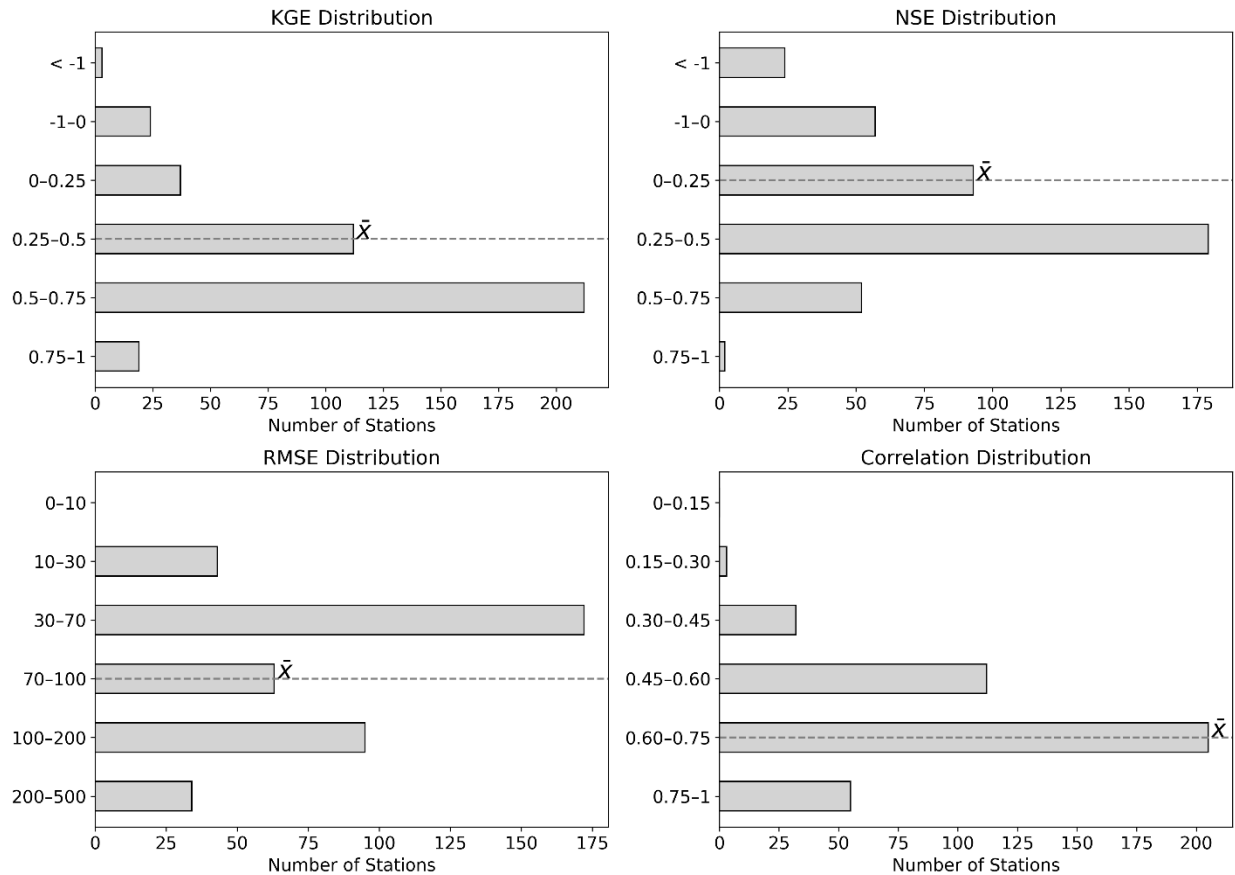 KGE Distribution
< -1
-1–0
0–0.25
0.25–0.5
0.5–0.75
0.75–1
x̄
0 25 50 75 100 125 150 175 200
Number of Stations
NSE Distribution
< -1
-1–0
0–0.25
0.25–0.5
0.5–0.75
0.75–1
x̄
0 25 50 75 100 125 150 175
Number of Stations
RMSE Distribution
0–10
10–30
30–70
70–100
100–200
200–500
x̄
0 25 50 75 100 125 150 175
Number of Stations
Correlation Distribution
0–0.15
0.15–0.30
0.30–0.45
0.45–0.60
0.60–0.75
0.75–1
x̄
0 25 50 75 100 125 150 175 200
Number of Stations